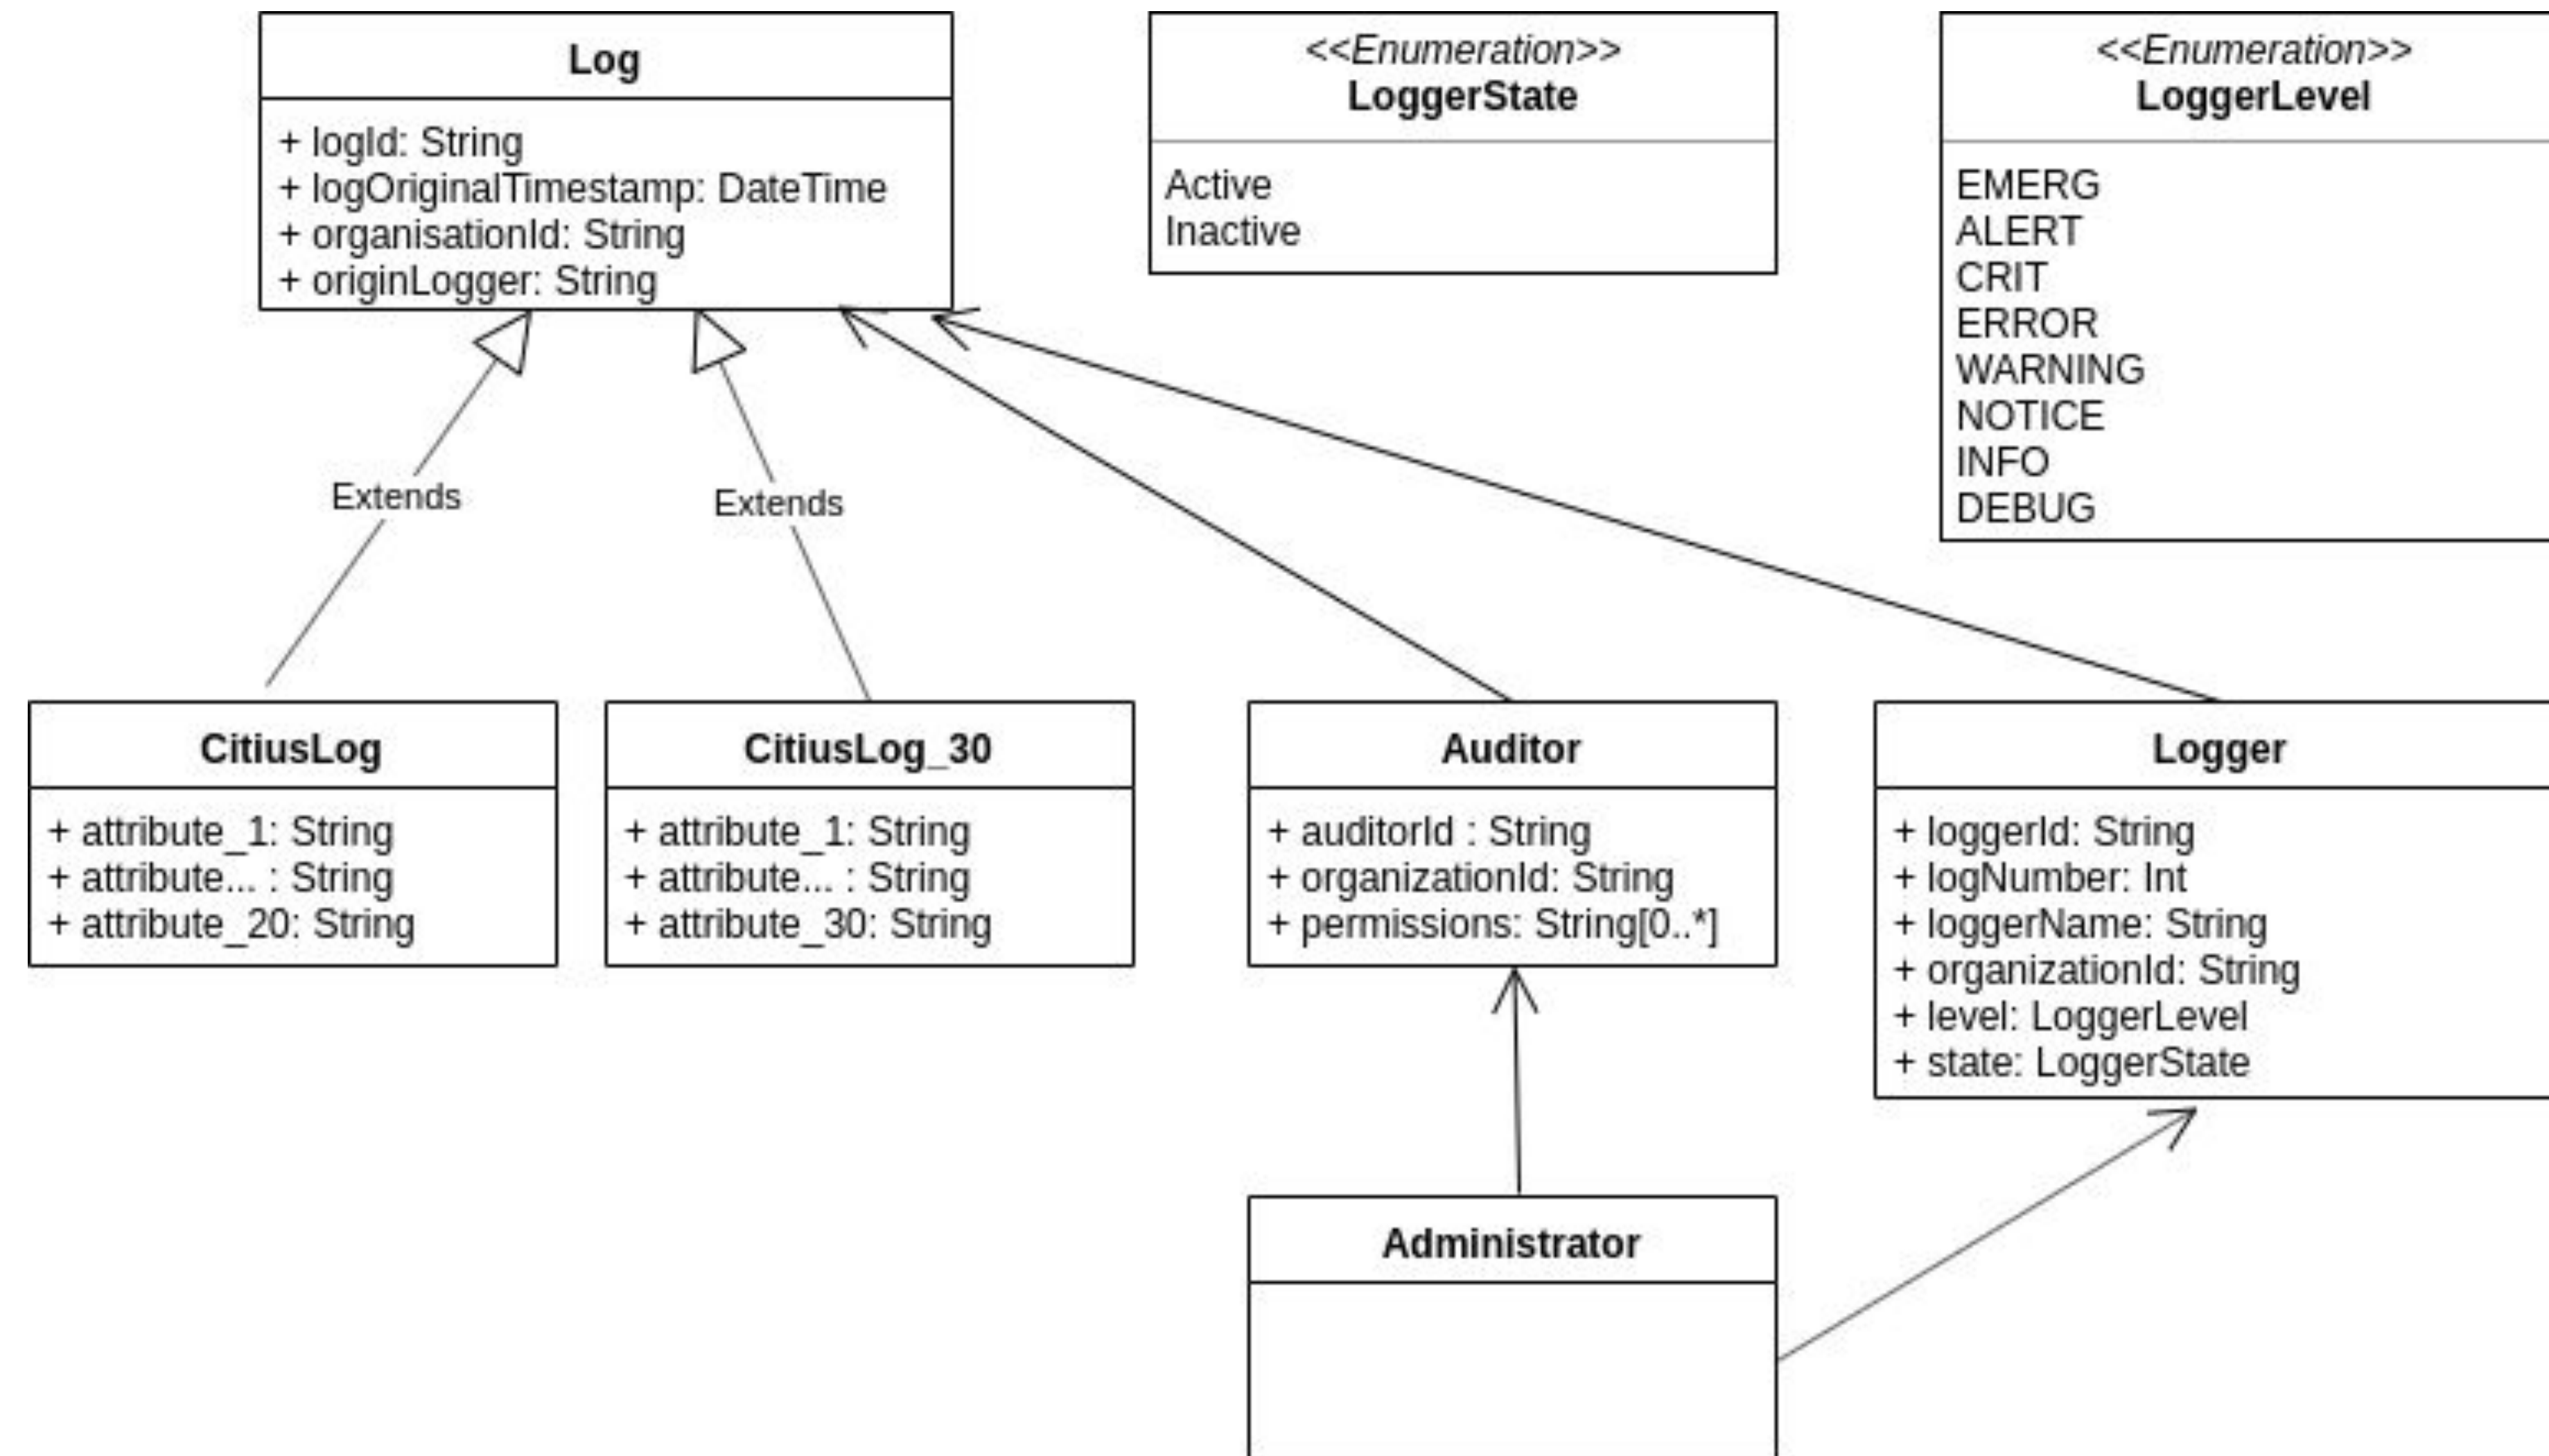 Log
+ logId: String
+ logOriginalTimestamp: DateTime
+ organisationId: String
+ originLogger: String
<<Enumeration>>
LoggerState
Active
Inactive
<<Enumeration>>
LoggerLevel
EMERG
ALERT
CRIT
ERROR
WARNING
NOTICE
INFO
DEBUG
Extends
Extends
CitiusLog
+ attribute_1: String
+ attribute... : String
+ attribute_20: String
CitiusLog_30
+ attribute_1: String
+ attribute... : String
+ attribute_30: String
Auditor
+ auditorId : String
+ organizationId: String
+ permissions: String[0..*]
Logger
+ loggerId: String
+ logNumber: Int
+ loggerName: String
+ organizationId: String
+ level: LoggerLevel
+ state: LoggerState
Administrator